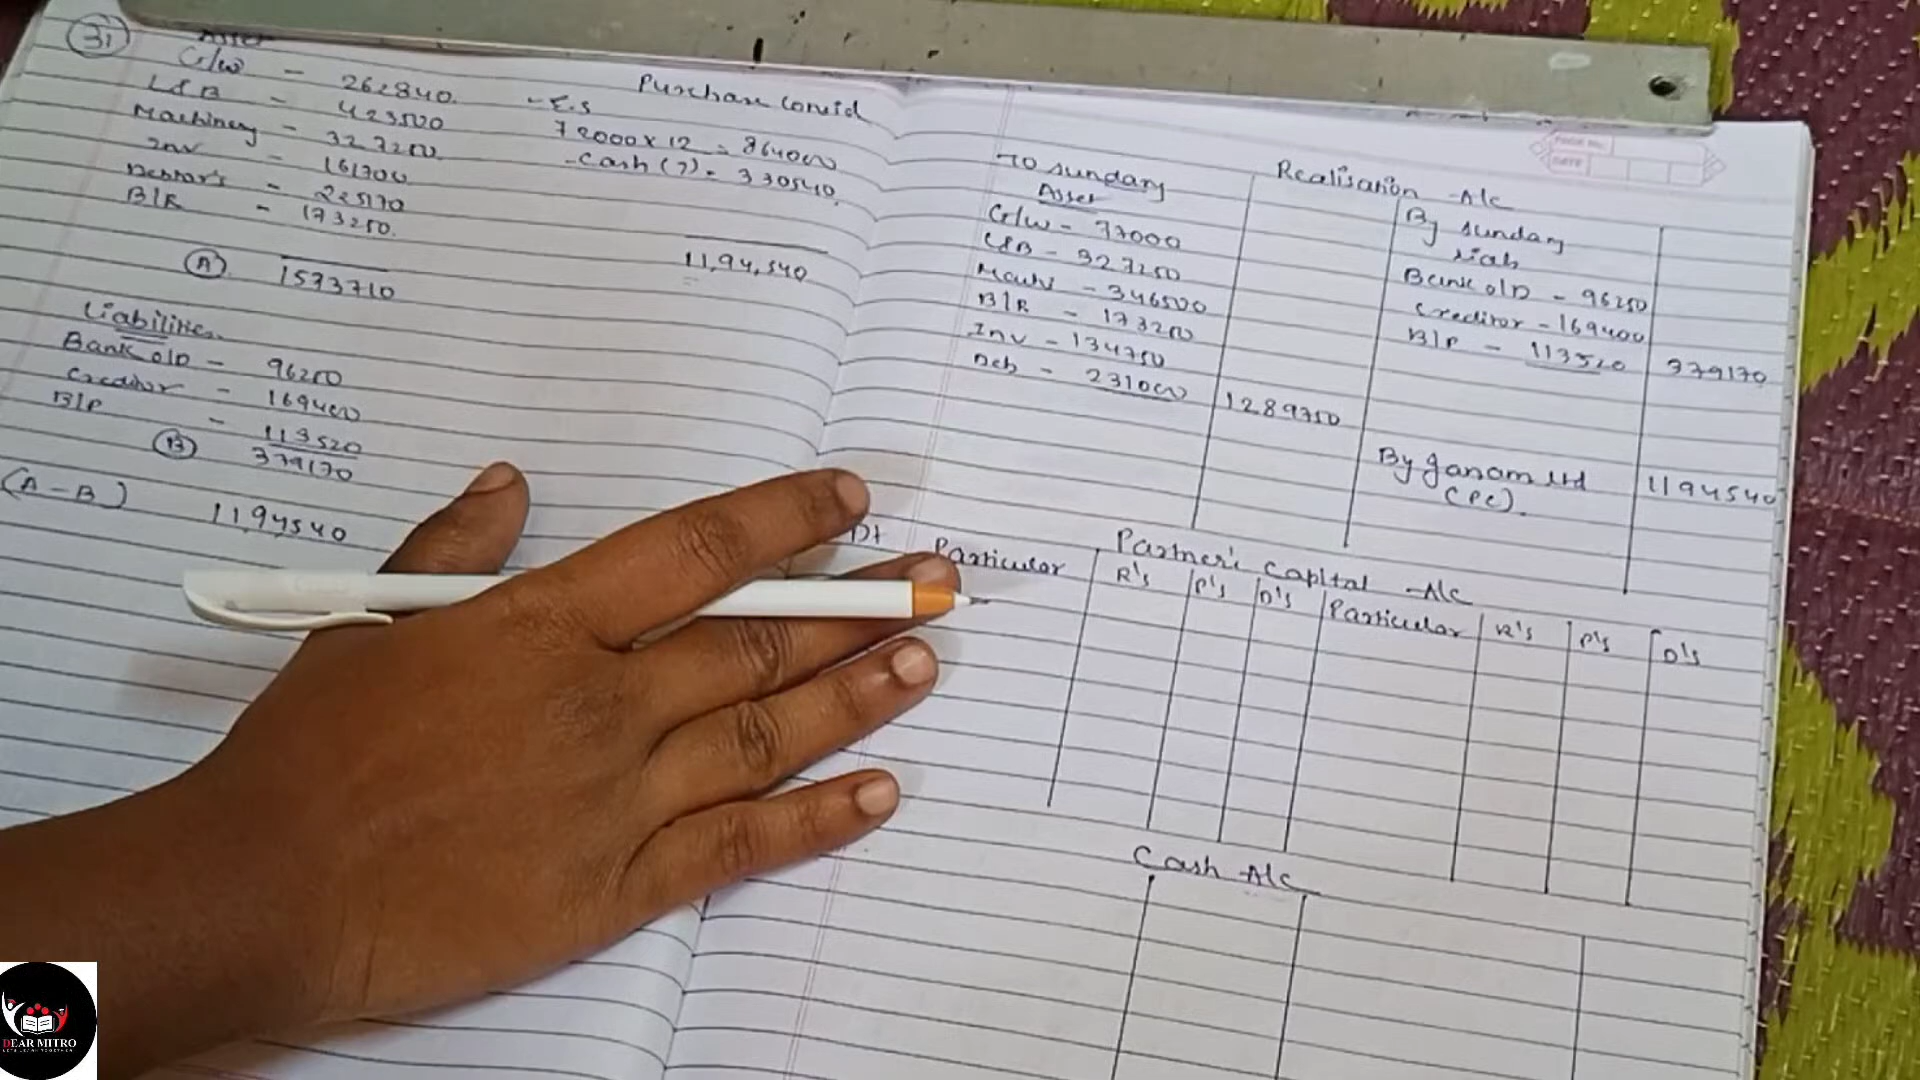 31
Asset
G/w - 262840.
L&B - 423500
Machinery - 327250
Inv - 161700
Debtors - 225170
B/R - 173250.
(A) 1573710
Liabilities.
Bank O/D - 96250
Creditor - 169400
B/P - 113520
(B) 379170
(A-B) 11,94,540
Purchase Consid
- E.S
72000 x 12 = 864000
- Cash (?) = 330540.
11,94,540
Realisation A/c
To sundary
Asset
G/w - 77000
L&B - 327250
Mach - 346500
B/R - 173250
Inv - 134750
Deb - 231000 1289750
By sundary
Liab
Bank O/D - 96250
Creditor - 169400
B/P - 113520 379170
By Janam Ltd 1194540
(PC).
Partner's Capital A/c
Dr Particular R's P's D's Particular R's P's D's
Cash A/c
DEAR MITRO